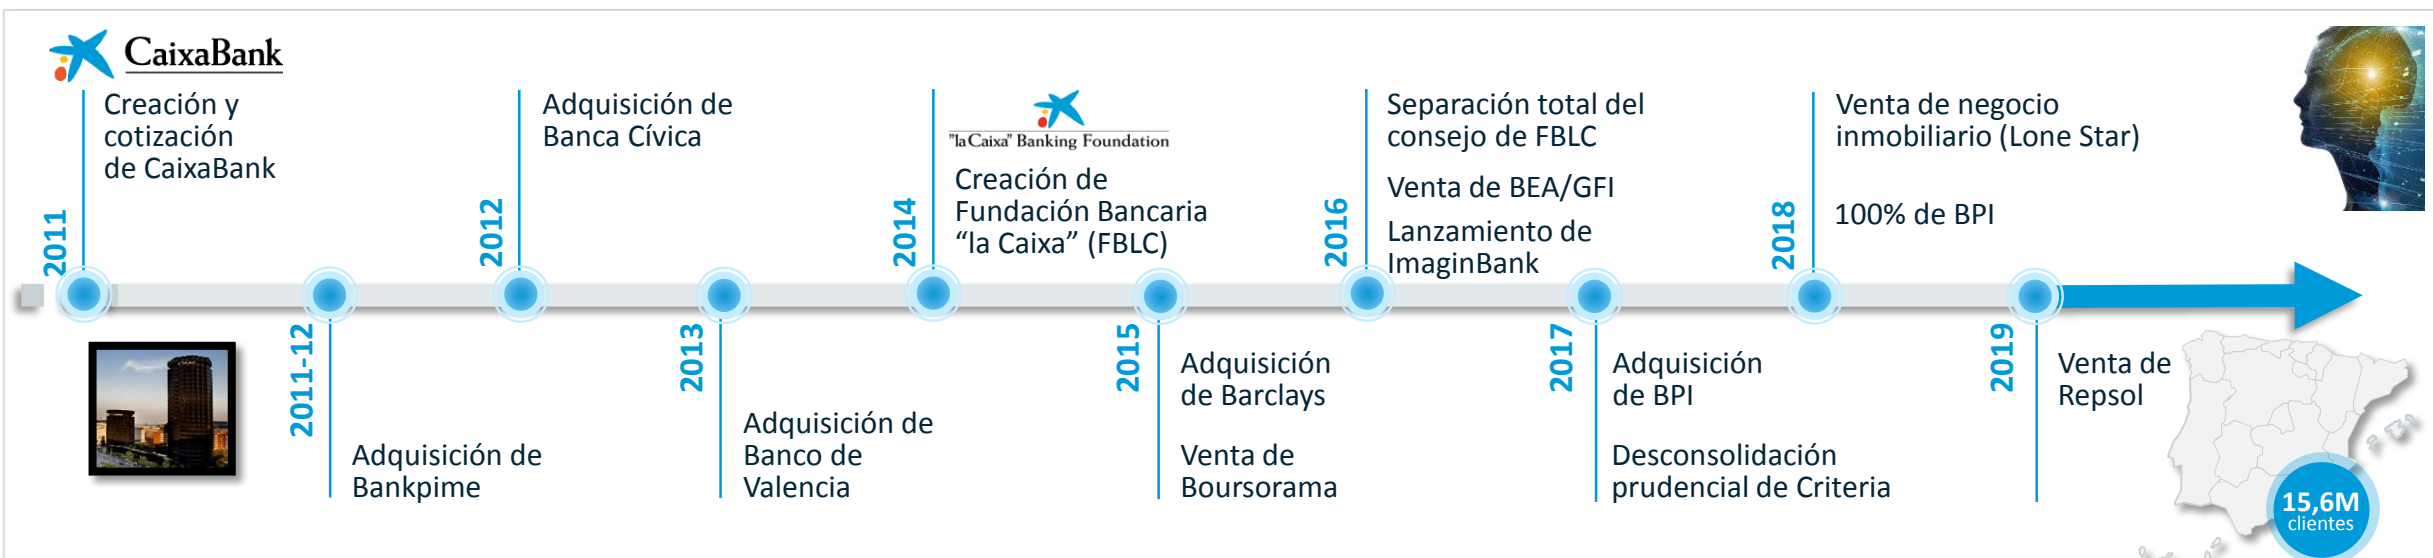 CaixaBank
2011
Creación y
cotización
de CaixaBank
2011-12
Adquisición de
Bankpime
2012
Adquisición de
Banca Cívica
2013
Adquisición de
Banco de
Valencia
2014
"la Caixa" Banking Foundation
Creación de
Fundación Bancaria
“la Caixa” (FBLC)
2015
Adquisición
de Barclays
Venta de
Boursorama
2016
Separación total del
consejo de FBLC
Venta de BEA/GFI
Lanzamiento de
ImaginBank
2017
Adquisición
de BPI
Desconsolidación
prudencial de Criteria
2018
Venta de negocio
inmobiliario (Lone Star)
100% de BPI
2019
Venta de
Repsol
15,6M
clientes